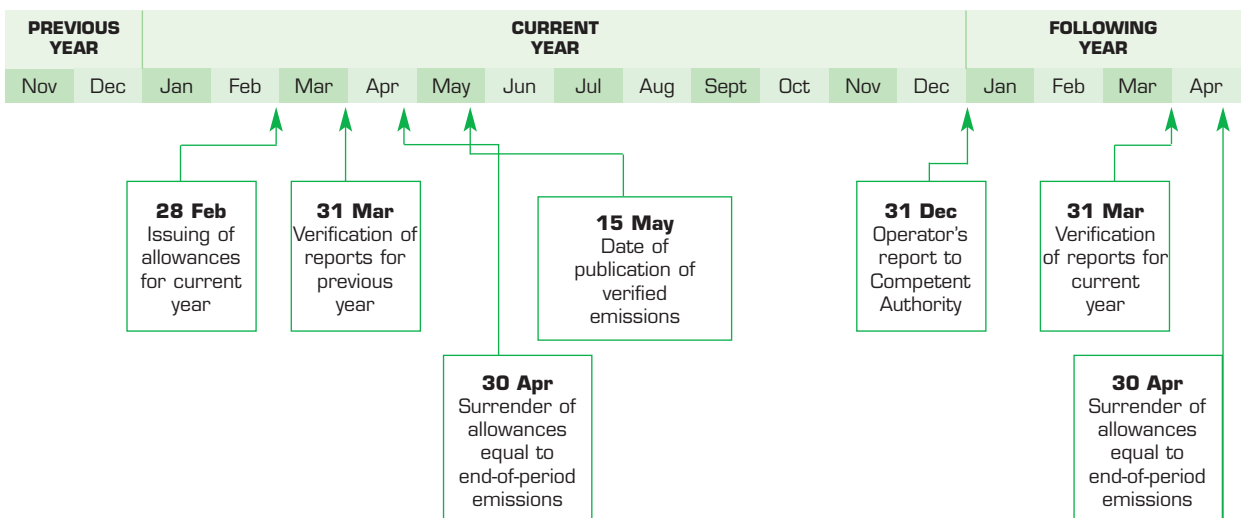 PREVIOUS
YEAR
CURRENT
YEAR
FOLLOWING
YEAR
Nov Dec Jan Feb Mar Apr May Jun Jul Aug Sept Oct Nov Dec Jan Feb Mar Apr
28 Feb
Issuing of
allowances
for current
year
31 Mar
Verification of
reports for
previous
year
15 May
Date of
publication of
verified
emissions
31 Dec
Operator's
report to
Competent
Authority
31 Mar
Verification
of reports for
current
year
30 Apr
Surrender of
allowances
equal to
end-of-period
emissions
30 Apr
Surrender of
allowances
equal to
end-of-period
emissions